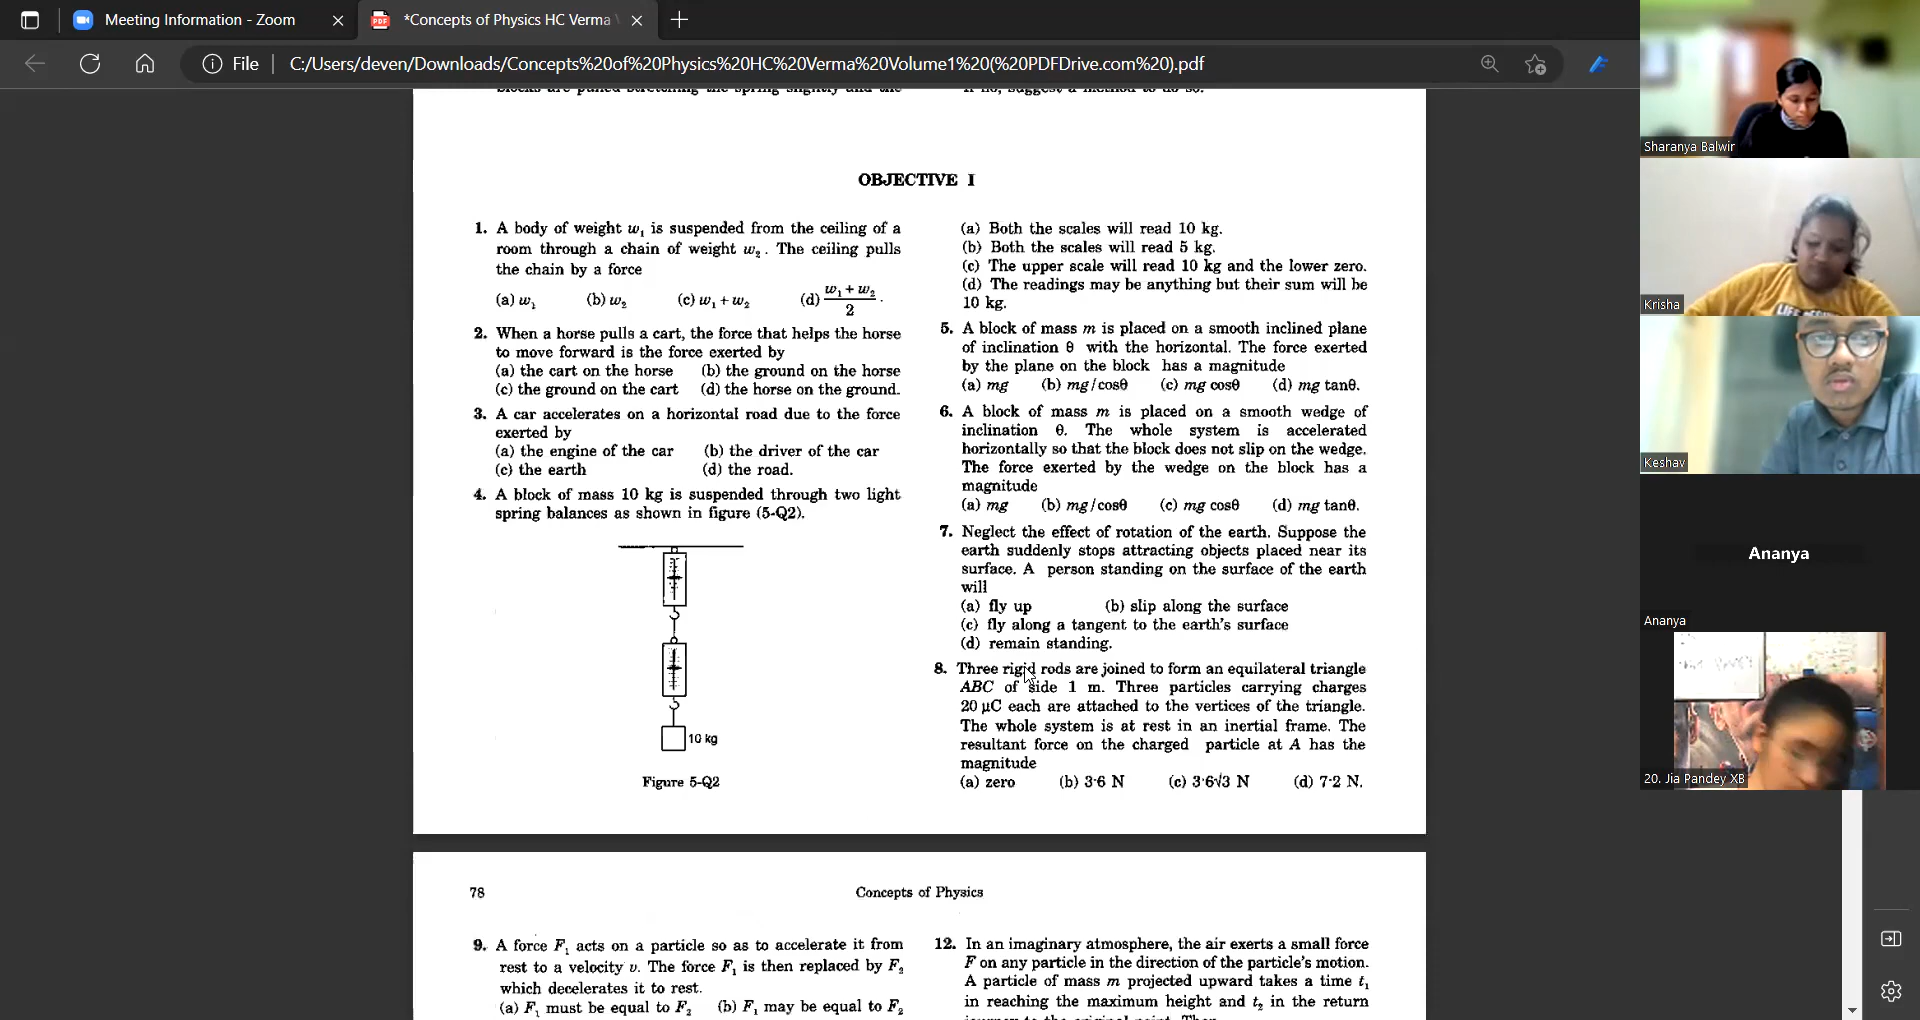 Meeting Information - Zoom
*Concepts of Physics HC Verma
File
C:/Users/deven/Downloads/Concepts%20of%20Physics%20HC%20Verma%20Volume1%20(%20PDFDrive.com%20).pdf
OBJECTIVE I
1. A body of weight w₁ is suspended from the ceiling of a
room through a chain of weight w₂. The ceiling pulls
the chain by a force
(a) w₁ (b) w₂ (c) w₁ + w₂ (d) (w₁ + w₂)/2.
2. When a horse pulls a cart, the force that helps the horse
to move forward is the force exerted by
(a) the cart on the horse (b) the ground on the horse
(c) the ground on the cart (d) the horse on the ground.
3. A car accelerates on a horizontal road due to the force
exerted by
(a) the engine of the car (b) the driver of the car
(c) the earth (d) the road.
4. A block of mass 10 kg is suspended through two light
spring balances as shown in figure (5-Q2).
10 kg
Figure 5-Q2
(a) Both the scales will read 10 kg.
(b) Both the scales will read 5 kg.
(c) The upper scale will read 10 kg and the lower zero.
(d) The readings may be anything but their sum will be
10 kg.
5. A block of mass m is placed on a smooth inclined plane
of inclination θ with the horizontal. The force exerted
by the plane on the block has a magnitude
(a) mg (b) mg/cosθ (c) mg cosθ (d) mg tanθ.
6. A block of mass m is placed on a smooth wedge of
inclination θ. The whole system is accelerated
horizontally so that the block does not slip on the wedge.
The force exerted by the wedge on the block has a
magnitude
(a) mg (b) mg/cosθ (c) mg cosθ (d) mg tanθ.
7. Neglect the effect of rotation of the earth. Suppose the
earth suddenly stops attracting objects placed near its
surface. A person standing on the surface of the earth
will
(a) fly up (b) slip along the surface
(c) fly along a tangent to the earth's surface
(d) remain standing.
8. Three rigid rods are joined to form an equilateral triangle
ABC of side 1 m. Three particles carrying charges
20 μC each are attached to the vertices of the triangle.
The whole system is at rest in an inertial frame. The
resultant force on the charged particle at A has the
magnitude
(a) zero (b) 3·6 N (c) 3·6√3 N (d) 7·2 N.
78
Concepts of Physics
9. A force F₁ acts on a particle so as to accelerate it from
rest to a velocity v. The force F₁ is then replaced by F₂
which decelerates it to rest.
(a) F₁ must be equal to F₂ (b) F₁ may be equal to F₂
12. In an imaginary atmosphere, the air exerts a small force
F on any particle in the direction of the particle's motion.
A particle of mass m projected upward takes a time t₁
in reaching the maximum height and t₂ in the return
Sharanya Balwir
Krisha
Keshav
Ananya
Ananya
20. Jia Pandey XB